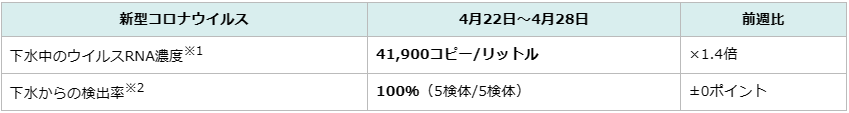 新型コロナウイルス 4月22日～4月28日 前週比
下水中のウイルスRNA濃度※1 41,900コピー/リットル ×1.4倍
下水からの検出率※2 100%（5検体/5検体） ±0ポイント